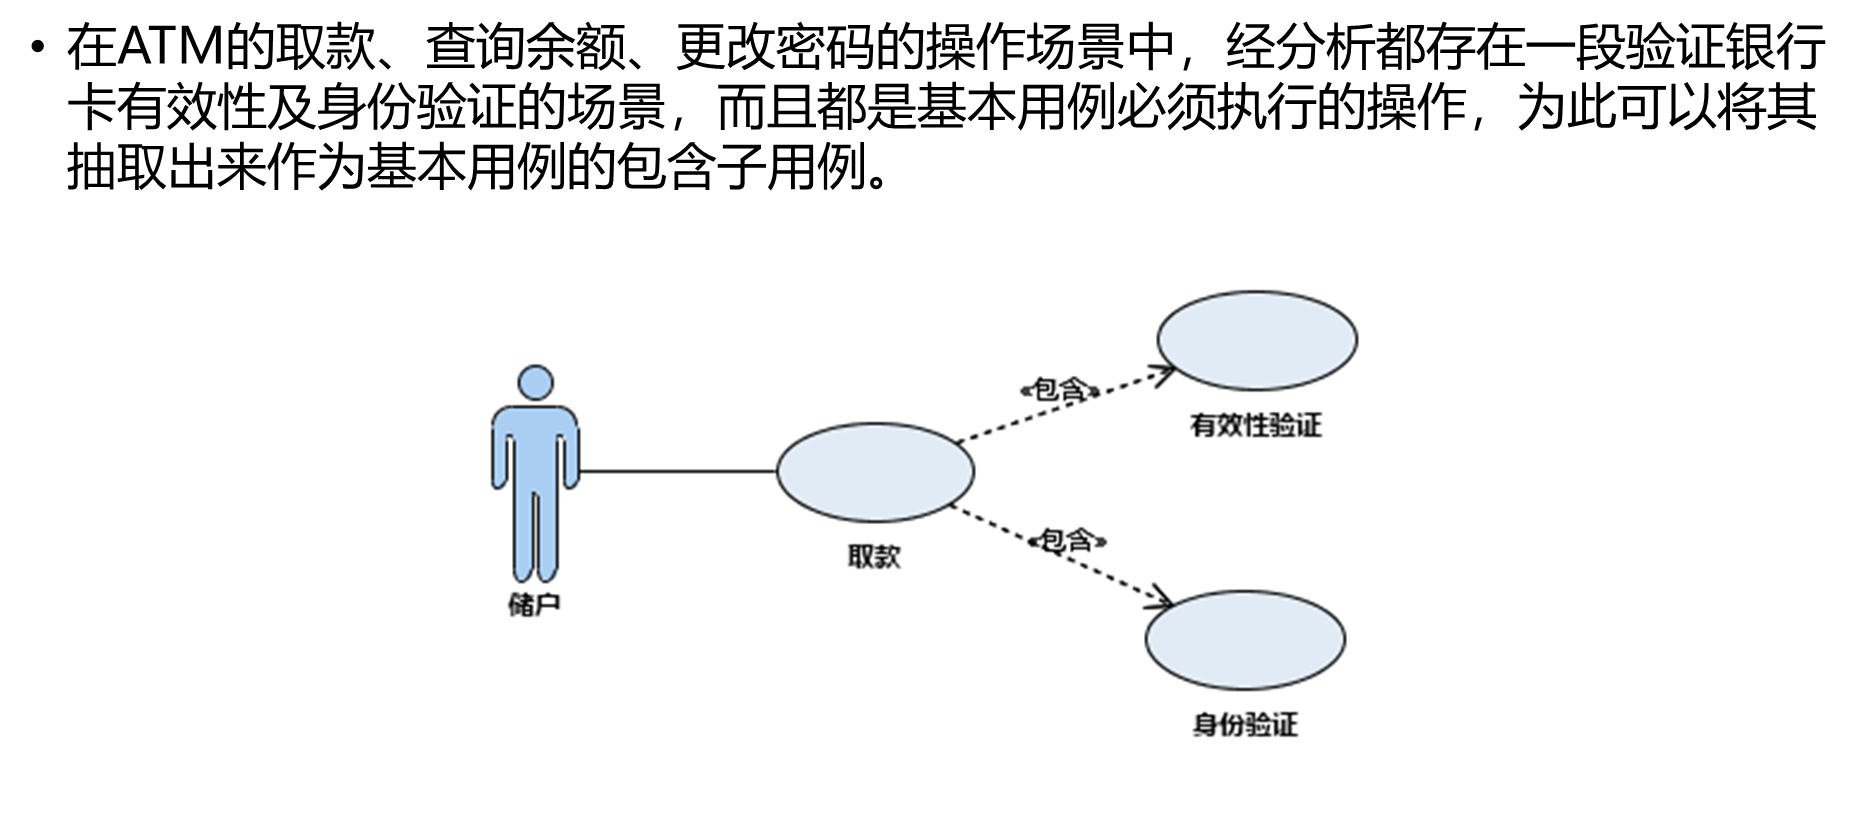 • 在ATM的取款、查询余额、更改密码的操作场景中，经分析都存在一段验证银行
卡有效性及身份验证的场景，而且都是基本用例必须执行的操作，为此可以将其
抽取出来作为基本用例的包含子用例。
«包含»
有效性验证
«包含»
取款
储户
身份验证